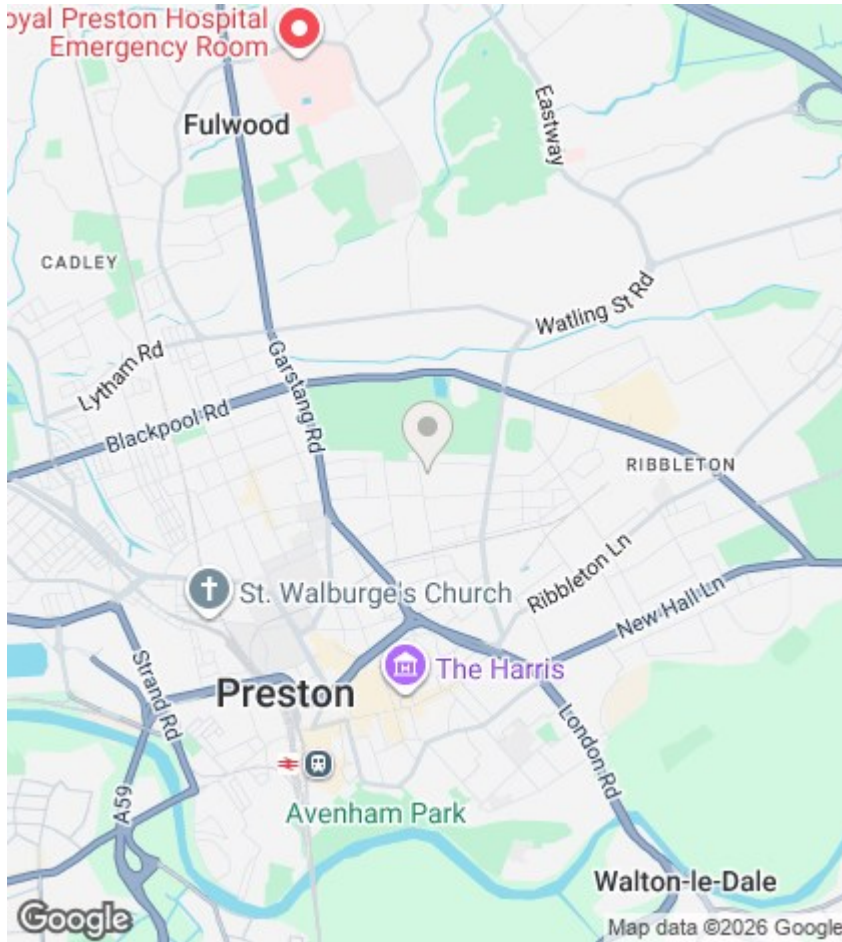 oyal Preston Hospital
Emergency Room
Fulwood
Eastway
CADLEY
Watling St Rd
Lytham Rd
Garstang Rd
Blackpool Rd
RIBBLETON
St. Walburge's Church
Ribbleton Ln
New Hall Ln
The Harris
Preston
Strand Rd
London Rd
A59
Avenham Park
Walton-le-Dale
Google
Map data ©2026 Google